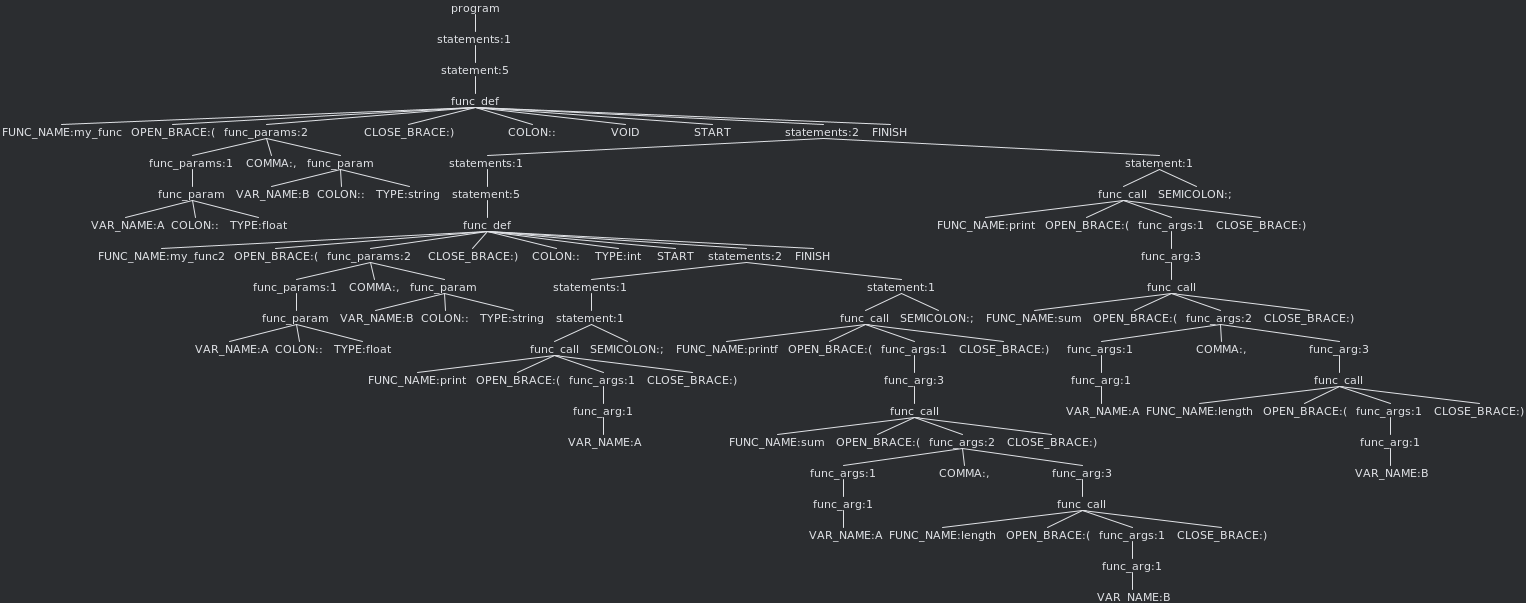 program
statements:1
statement:5
func_def
FUNC_NAME:my_func OPEN_BRACE:( func_params:2 CLOSE_BRACE:) COLON:: VOID START statements:2 FINISH
func_params:1 COMMA:, func_param statements:1 statement:1
func_param VAR_NAME:B COLON:: TYPE:string statement:5 func_call SEMICOLON:;
VAR_NAME:A COLON:: TYPE:float func_def FUNC_NAME:print OPEN_BRACE:( func_args:1 CLOSE_BRACE:)
FUNC_NAME:my_func2 OPEN_BRACE:( func_params:2 CLOSE_BRACE:) COLON:: TYPE:int START statements:2 FINISH func_arg:3
func_params:1 COMMA:, func_param statements:1 statement:1 func_call
func_param VAR_NAME:B COLON:: TYPE:string statement:1 func_call SEMICOLON:; FUNC_NAME:sum OPEN_BRACE:( func_args:2 CLOSE_BRACE:)
VAR_NAME:A COLON:: TYPE:float func_call SEMICOLON:; FUNC_NAME:printf OPEN_BRACE:( func_args:1 CLOSE_BRACE:) func_args:1 COMMA:, func_arg:3
FUNC_NAME:print OPEN_BRACE:( func_args:1 CLOSE_BRACE:) func_arg:3 func_arg:1 func_call
func_arg:1 func_call VAR_NAME:A FUNC_NAME:length OPEN_BRACE:( func_args:1 CLOSE_BRACE:)
VAR_NAME:A FUNC_NAME:sum OPEN_BRACE:( func_args:2 CLOSE_BRACE:) func_arg:1
func_args:1 COMMA:, func_arg:3 VAR_NAME:B
func_arg:1 func_call
VAR_NAME:A FUNC_NAME:length OPEN_BRACE:( func_args:1 CLOSE_BRACE:)
func_arg:1
VAR_NAME:B